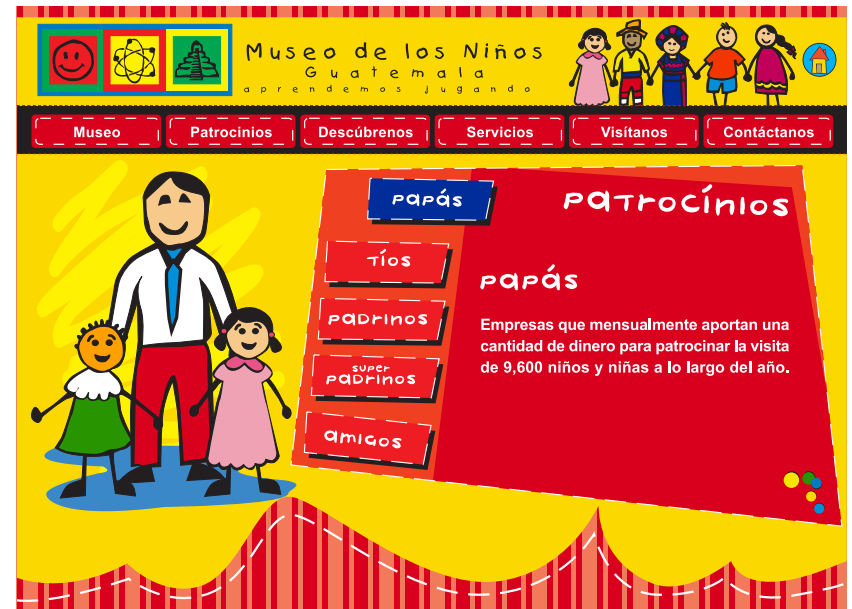 Museo de los Niños
Guatemala
aprendemos jugando
Museo
Patrocinios
Descúbrenos
Servicios
Visítanos
Contáctanos
Papás
Patrocínios
Tíos
Padrinos
super
Padrinos
amigos
Papás
Empresas que mensualmente aportan una
cantidad de dinero para patrocinar la visita
de 9,600 niños y niñas a lo largo del año.